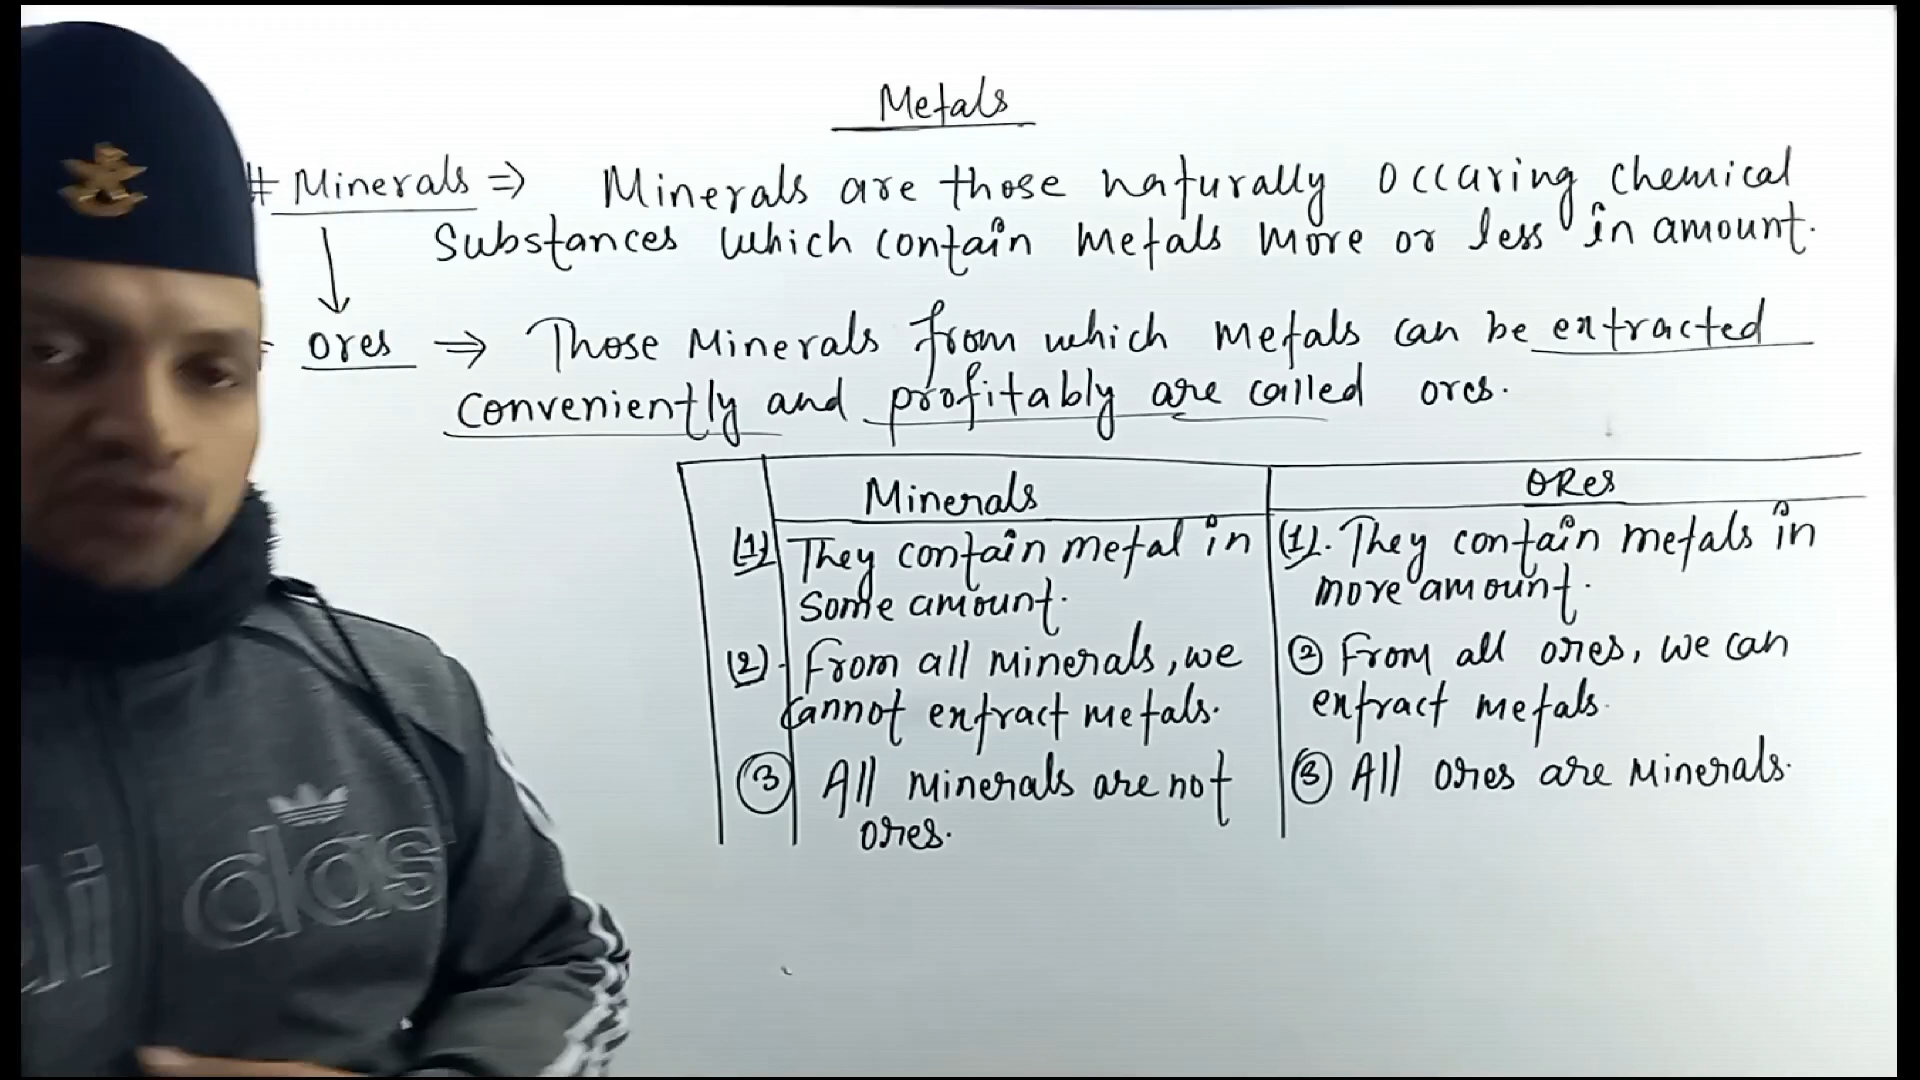 Metals
# Minerals => Minerals are those naturally occuring chemical
Substances which contain metals more or less in amount.
ores => Those Minerals from which metals can be extracted
conveniently and profitably are called ores.
Minerals ORes
(1) They contain metal in (1). They contain metals in
some amount. more amount.
(2). From all minerals, we (2) From all ores, we can
cannot extract metals. extract metals.
(3) All minerals are not (3) All ores are Minerals.
ores.
das